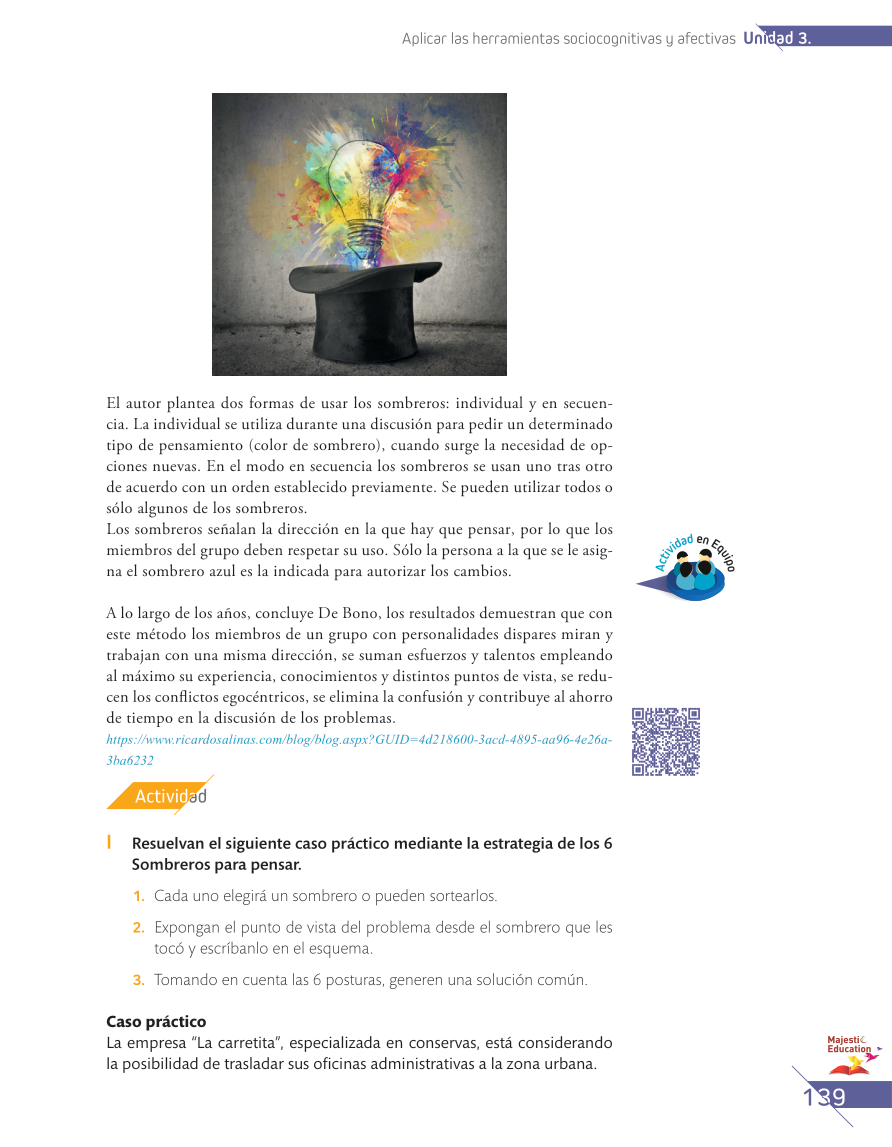 Aplicar las herramientas sociocognitivas y afectivas Unidad 3.
El autor plantea dos formas de usar los sombreros: individual y en secuen-
cia. La individual se utiliza durante una discusión para pedir un determinado
tipo de pensamiento (color de sombrero), cuando surge la necesidad de op-
ciones nuevas. En el modo en secuencia los sombreros se usan uno tras otro
de acuerdo con un orden establecido previamente. Se pueden utilizar todos o
sólo algunos de los sombreros.
Los sombreros señalan la dirección en la que hay que pensar, por lo que los
miembros del grupo deben respetar su uso. Sólo la persona a la que se le asig-
na el sombrero azul es la indicada para autorizar los cambios.
Actividad en Equipo
A lo largo de los años, concluye De Bono, los resultados demuestran que con
este método los miembros de un grupo con personalidades dispares miran y
trabajan con una misma dirección, se suman esfuerzos y talentos empleando
al máximo su experiencia, conocimientos y distintos puntos de vista, se redu-
cen los conflictos egocéntricos, se elimina la confusión y contribuye al ahorro
de tiempo en la discusión de los problemas.
https://www.ricardosalinas.com/blog/blog.aspx?GUID=4d218600-3acd-4895-aa96-4e26a-
3ba6232
Actividad
I Resuelvan el siguiente caso práctico mediante la estrategia de los 6
Sombreros para pensar.
1. Cada uno elegirá un sombrero o pueden sortearlos.
2. Expongan el punto de vista del problema desde el sombrero que les
tocó y escríbanlo en el esquema.
3. Tomando en cuenta las 6 posturas, generen una solución común.
Caso práctico
La empresa “La carretita”, especializada en conservas, está considerando
la posibilidad de trasladar sus oficinas administrativas a la zona urbana.
Majestic
Education
139